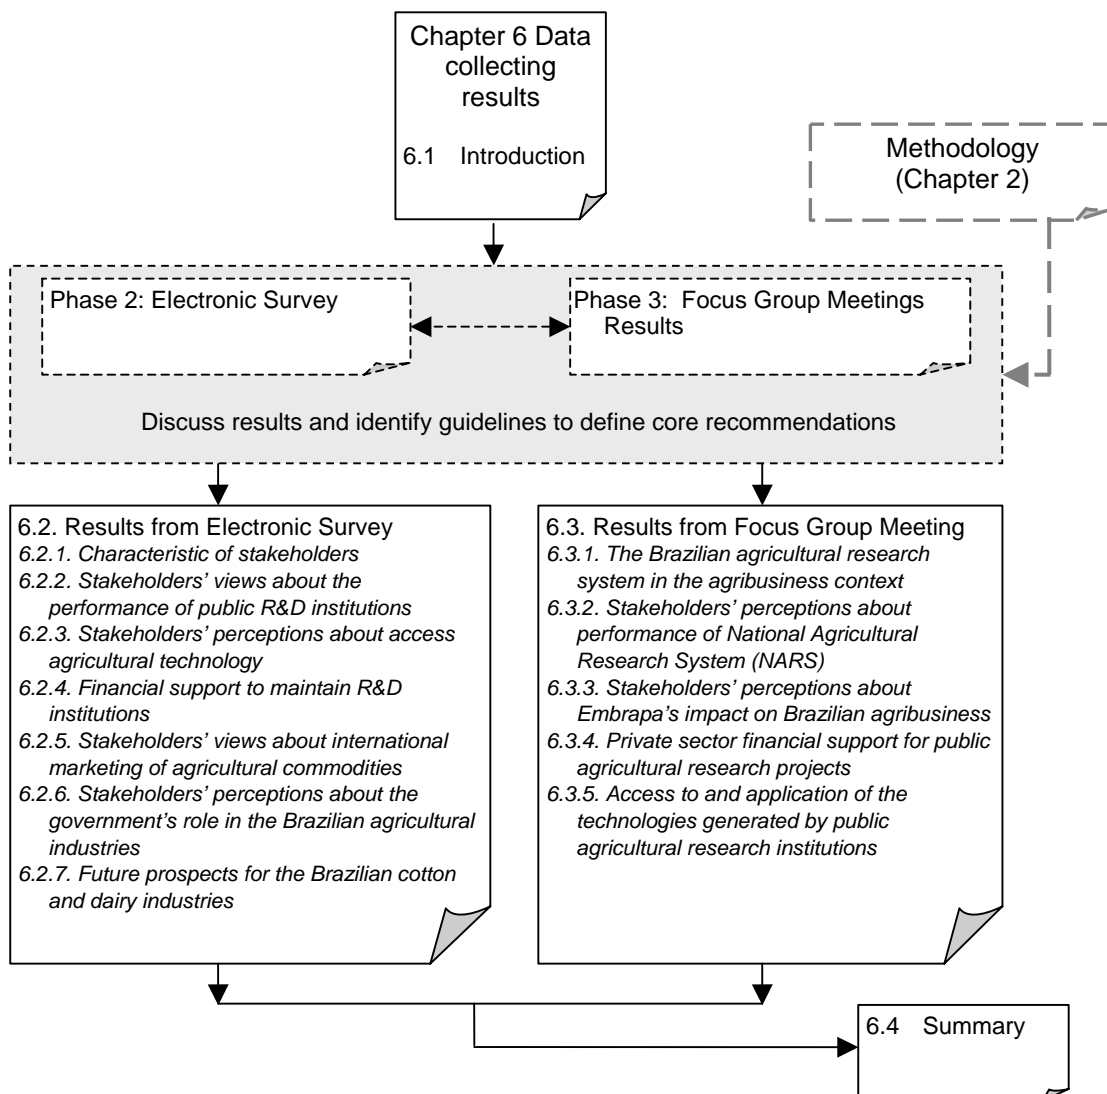 Chapter 6 Data
collecting
results
6.1 Introduction
Methodology
(Chapter 2)
Phase 2: Electronic Survey
Phase 3: Focus Group Meetings
Results
Discuss results and identify guidelines to define core recommendations
6.2. Results from Electronic Survey
6.2.1. Characteristic of stakeholders
6.2.2. Stakeholders’ views about the
performance of public R&D institutions
6.2.3. Stakeholders’ perceptions about access
agricultural technology
6.2.4. Financial support to maintain R&D
institutions
6.2.5. Stakeholders’ views about international
marketing of agricultural commodities
6.2.6. Stakeholders’ perceptions about the
government’s role in the Brazilian agricultural
industries
6.2.7. Future prospects for the Brazilian cotton
and dairy industries
6.3. Results from Focus Group Meeting
6.3.1. The Brazilian agricultural research
system in the agribusiness context
6.3.2. Stakeholders’ perceptions about
performance of National Agricultural
Research System (NARS)
6.3.3. Stakeholders’ perceptions about
Embrapa’s impact on Brazilian agribusiness
6.3.4. Private sector financial support for public
agricultural research projects
6.3.5. Access to and application of the
technologies generated by public
agricultural research institutions
6.4 Summary